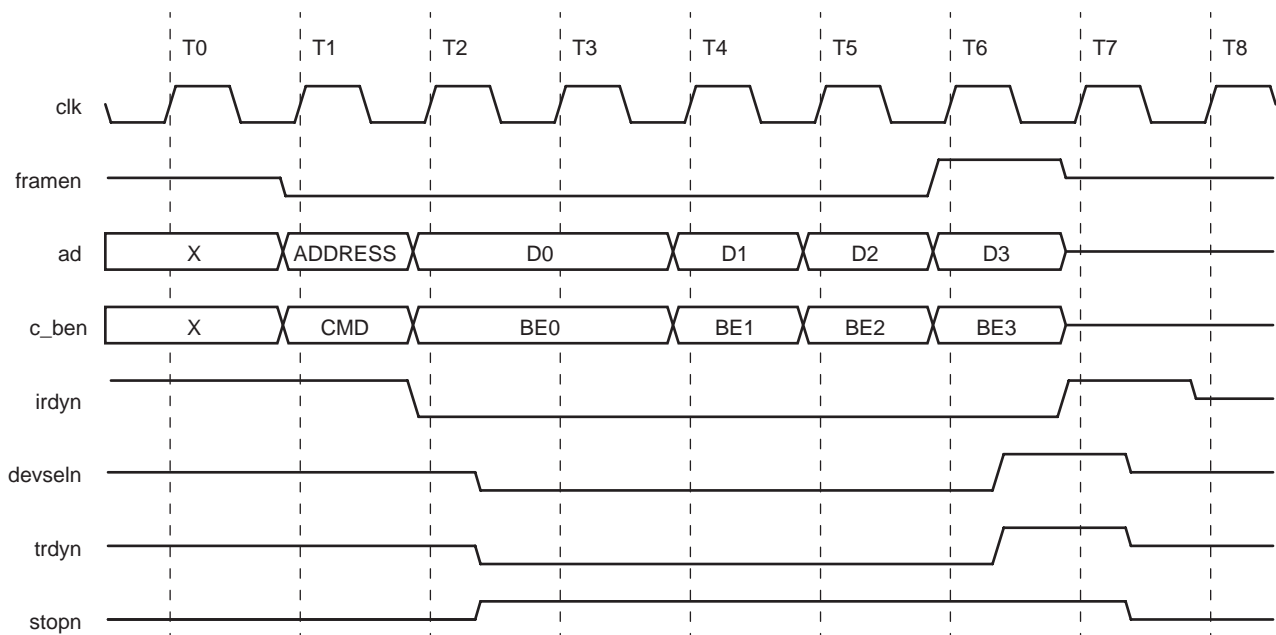 T0 T1 T2 T3 T4 T5 T6 T7 T8
clk
framen
ad X ADDRESS D0 D1 D2 D3
c_ben X CMD BE0 BE1 BE2 BE3
irdyn
devseln
trdyn
stopn